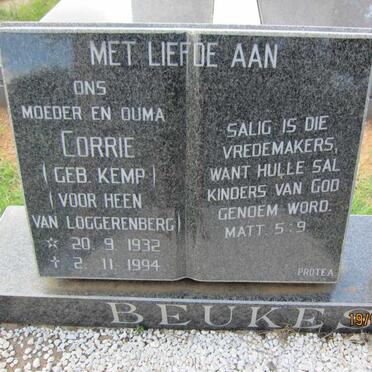 MET LIEFDE AAN
ONS
MOEDER EN OUMA
CORRIE
(GEB. KEMP)
(VOOR HEEN
VAN LOGGERENBERG)
☆ 20. 9. 1932
✝ 2. 11. 1994
SALIG IS DIE
VREDEMAKERS,
WANT HULLE SAL
KINDERS VAN GOD
GENOEM WORD.
MATT. 5:9
PROTEA
BEUKES
19/